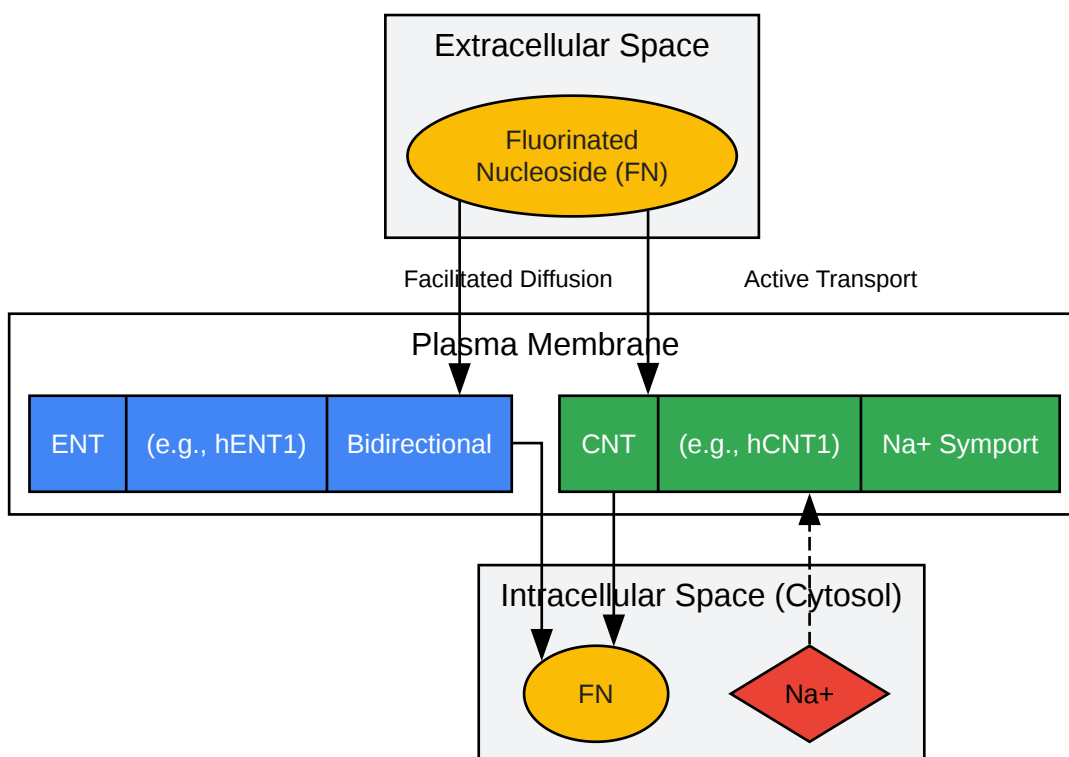 Extracellular Space
Fluorinated
Nucleoside (FN)
Facilitated Diffusion
Active Transport
Plasma Membrane
ENT
(e.g., hENT1)
Bidirectional
CNT
(e.g., hCNT1)
Na+ Symport
Intracellular Space (Cytosol)
FN
Na+